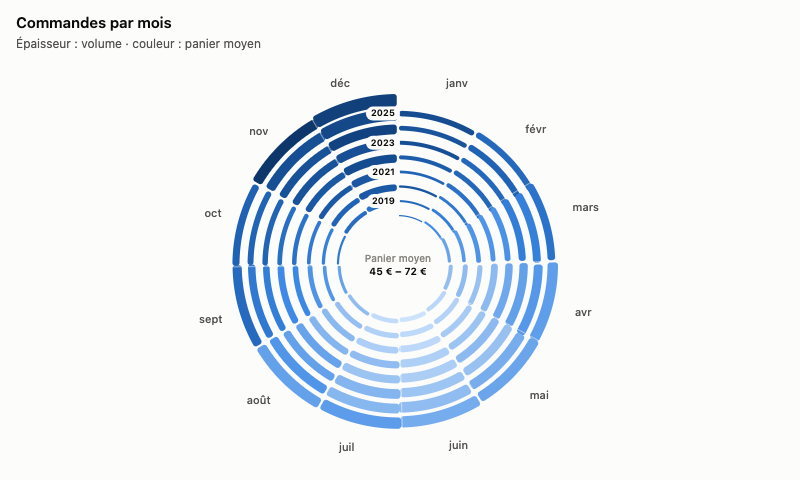 Commandes par mois
Épaisseur : volume · couleur : panier moyen
déc
janv
nov
févr
2025
2023
2021
2019
oct
mars
Panier moyen
45 € – 72 €
sept
avr
août
mai
juil
juin